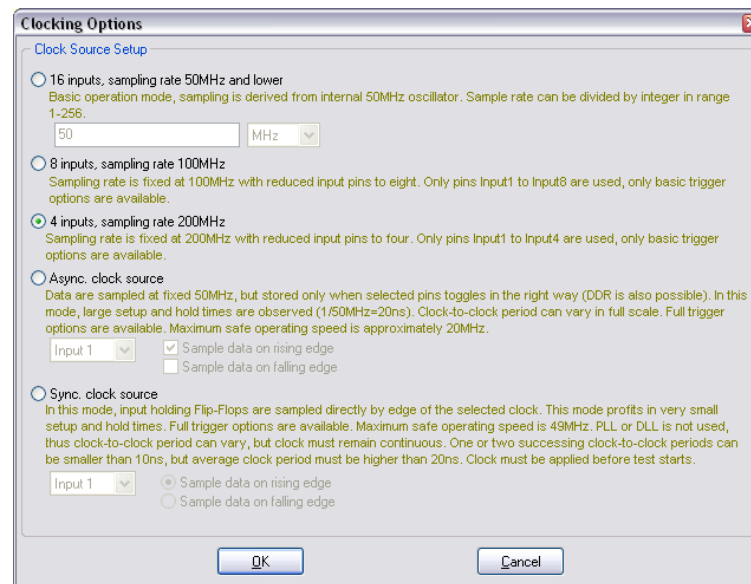 Clocking Options
Clock Source Setup
16 inputs, sampling rate 50MHz and lower
Basic operation mode, sampling is derived from internal 50MHz oscillator. Sample rate can be divided by integer in range
1-256.
50 MHz
8 inputs, sampling rate 100MHz
Sampling rate is fixed at 100MHz with reduced input pins to eight. Only pins Input1 to Input8 are used, only basic trigger
options are available.
4 inputs, sampling rate 200MHz
Sampling rate is fixed at 200MHz with reduced input pins to four. Only pins Input1 to Input4 are used, only basic trigger
options are available.
Async. clock source
Data are sampled at fixed 50MHz, but stored only when selected pins toggles in the right way (DDR is also possible). In this
mode, large setup and hold times are observed (1/50MHz=20ns). Clock-to-clock period can vary in full scale. Full trigger
options are available. Maximum safe operating speed is approximately 20MHz.
Input 1 Sample data on rising edge
Sample data on falling edge
Sync. clock source
In this mode, input holding Flip-Flops are sampled directly by edge of the selected clock. This mode profits in very small
setup and hold times. Full trigger options are available. Maximum safe operating speed is 49MHz. PLL or DLL is not used,
thus clock-to-clock period can vary, but clock must remain continuous. One or two successing clock-to-clock periods can
be smaller than 10ns, but average clock period must be higher than 20ns. Clock must be applied before test starts.
Input 1 Sample data on rising edge
Sample data on falling edge
OK Cancel